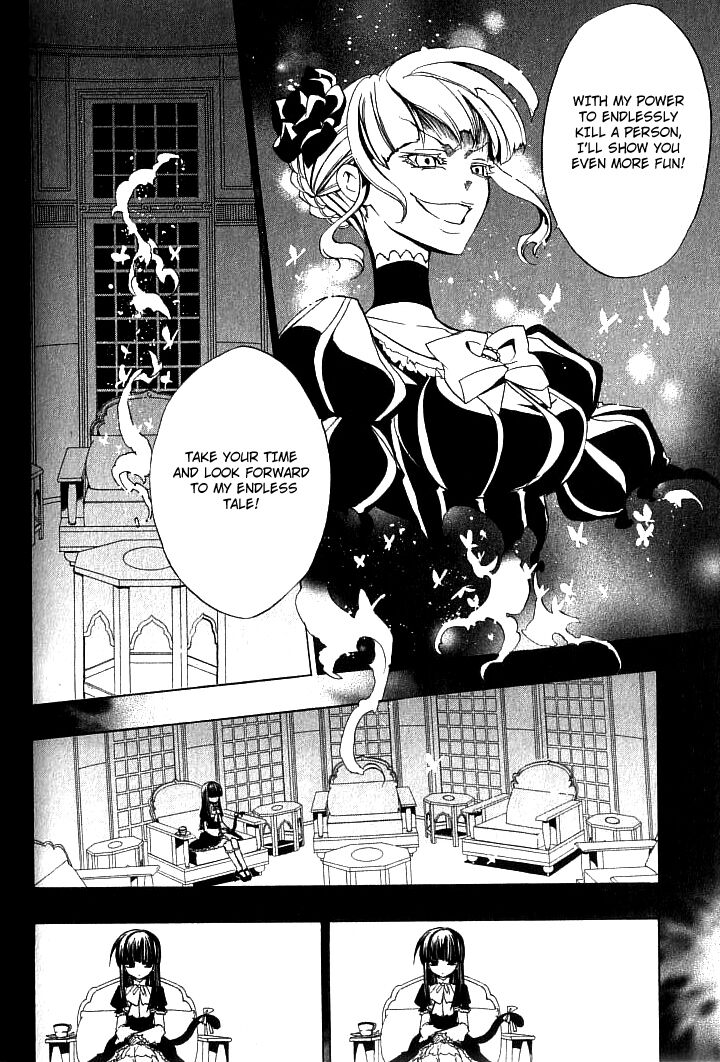 WITH MY POWER
TO ENDLESSLY
KILL A PERSON,
I'LL SHOW YOU
EVEN MORE FUN!
TAKE YOUR TIME
AND LOOK FORWARD
TO MY ENDLESS
TALE!